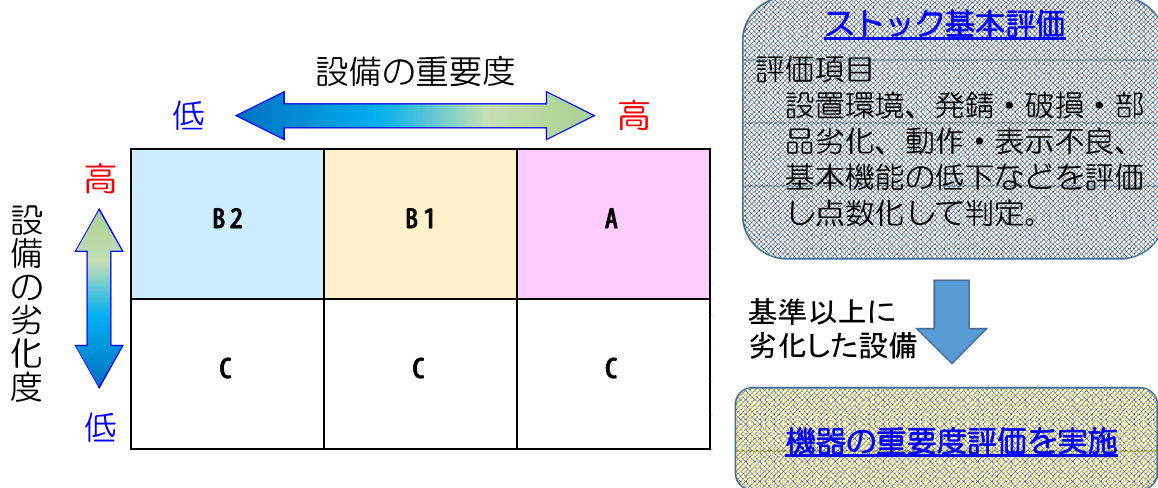 設備の重要度
低
高
設備の劣化度
高
低
B2
B1
A
C
C
C
ストック基本評価
評価項目
設置環境、発錆・破損・部
品劣化、動作・表示不良、
基本機能の低下などを評価
し点数化して判定。
基準以上に
劣化した設備
機器の重要度評価を実施